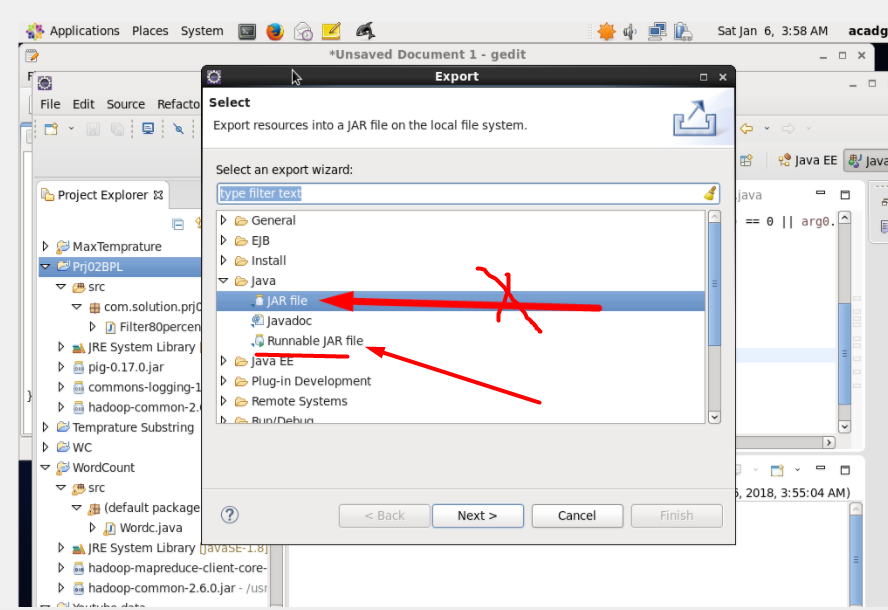 Applications Places System Sat Jan 6, 3:58 AM acadg
*Unsaved Document 1 - gedit
Export
File Edit Source Refacto
Select
Export resources into a JAR file on the local file system.
Java EE Java
Select an export wizard:
type filter text
Project Explorer
.java
General
== 0 || arg0.
EJB
MaxTemprature
Install
Prj02BPL
Java
src
JAR file
com.solution.prj0
Javadoc
Filter80percen
Runnable JAR file
JRE System Library [
Java EE
pig-0.17.0.jar
Plug-in Development
commons-logging-1
Remote Systems
hadoop-common-2.
Run/Debug
Temprature Substring
WC
WordCount
src
5, 2018, 3:55:04 AM)
(default package
? < Back Next > Cancel Finish
Wordc.java
JRE System Library [JavaSE-1.8]
hadoop-mapreduce-client-core-
hadoop-common-2.6.0.jar - /usr
Youtube data